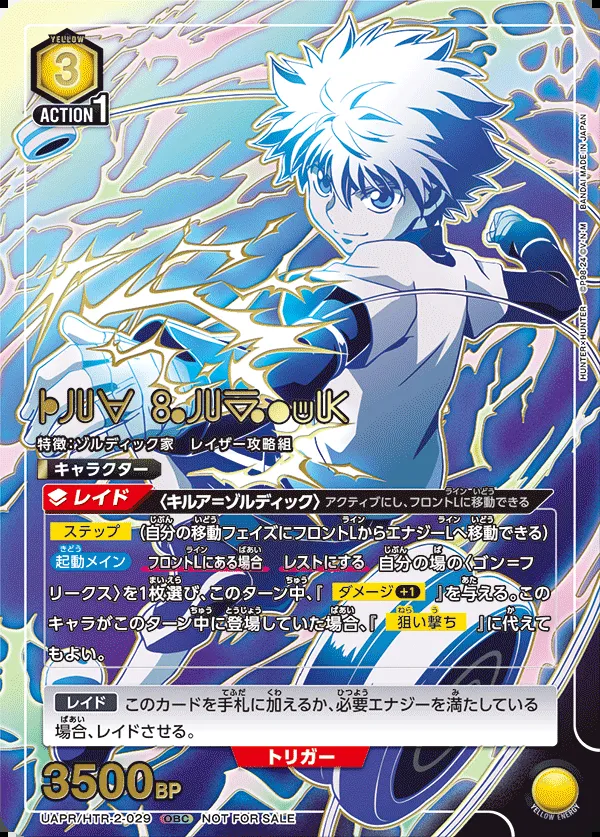 YELLOW
3
ACTION1
HUNTER×HUNTER ©P98-24 ©V・N・M BANDAI MADE IN JAPAN
特徴:ゾルディック家 レイザー攻略組
キャラクター
レイド 〈キルア=ゾルディック〉アクティブにし、フロントLに移動できる
ステップ (自分の移動フェイズにフロントLからエナジーLへ移動できる)
起動メイン フロントLにある場合 レストにする 自分の場の〈ゴン=フ
リークス〉を1枚選び、このターン中、『 ダメージ+1 』を与える。この
キャラがこのターン中に登場していた場合、『 狙い撃ち 』に代えて
もよい。
レイド このカードを手札に加えるか、必要エナジーを満たしている
場合、レイドさせる。
トリガー
3500BP
YELLOW ENERGY
UAPR/HTR-2-029 OBC NOT FOR SALE